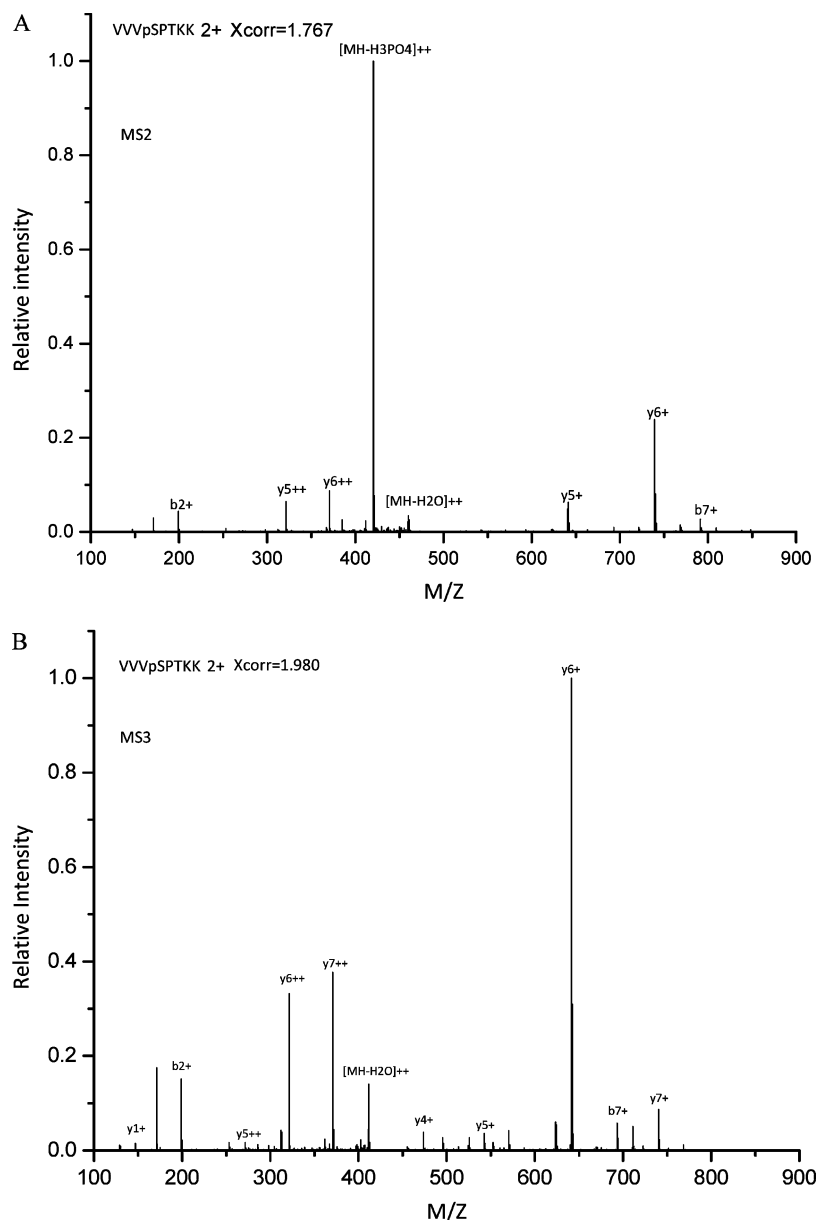 A
VVVpSPTKK 2+ Xcorr=1.767
[MH-H3PO4]++
MS2
1.0
0.8
0.6
0.4
0.2
0.0
Relative intensity
b2+
y5++
y6++
[MH-H2O]++
y5+
y6+
b7+
100 200 300 400 500 600 700 800 900
M/Z
B
VVVpSPTKK 2+ Xcorr=1.980
y6+
MS3
1.0
0.8
0.6
0.4
0.2
0.0
Relative Intensity
y1+
b2+
y5++
y6++
y7++
[MH-H2O]++
y4+
y5+
b7+
y7+
100 200 300 400 500 600 700 800 900
M/Z